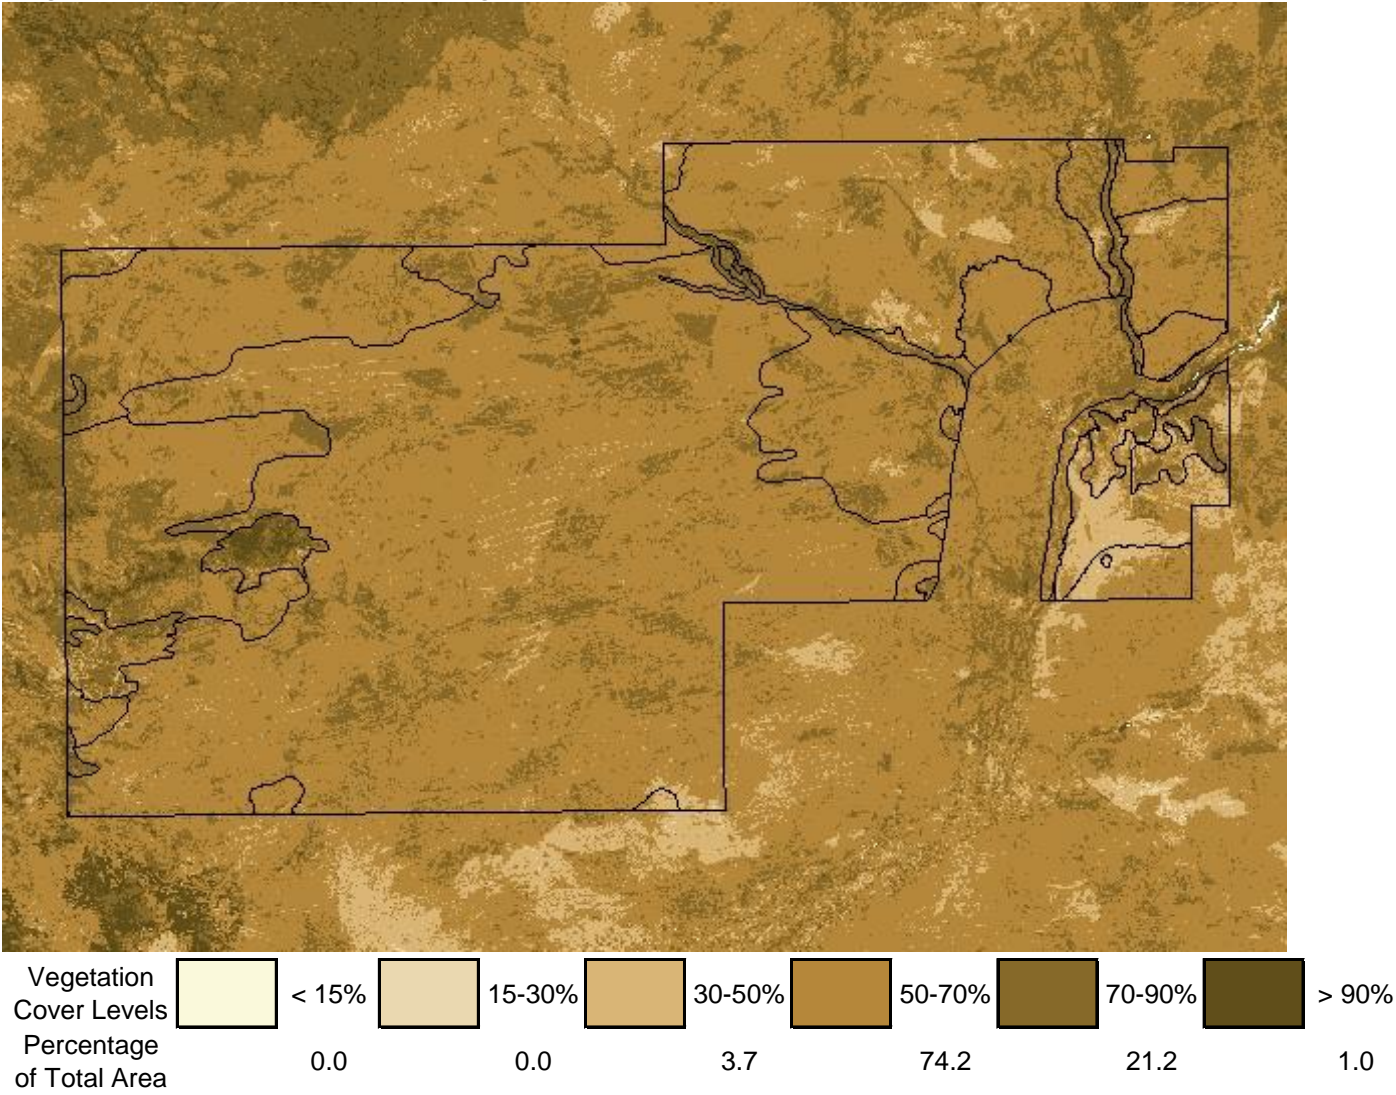 Vegetation
Cover Levels
< 15% 15-30% 30-50% 50-70% 70-90% > 90%
Percentage
of Total Area
0.0 0.0 3.7 74.2 21.2 1.0